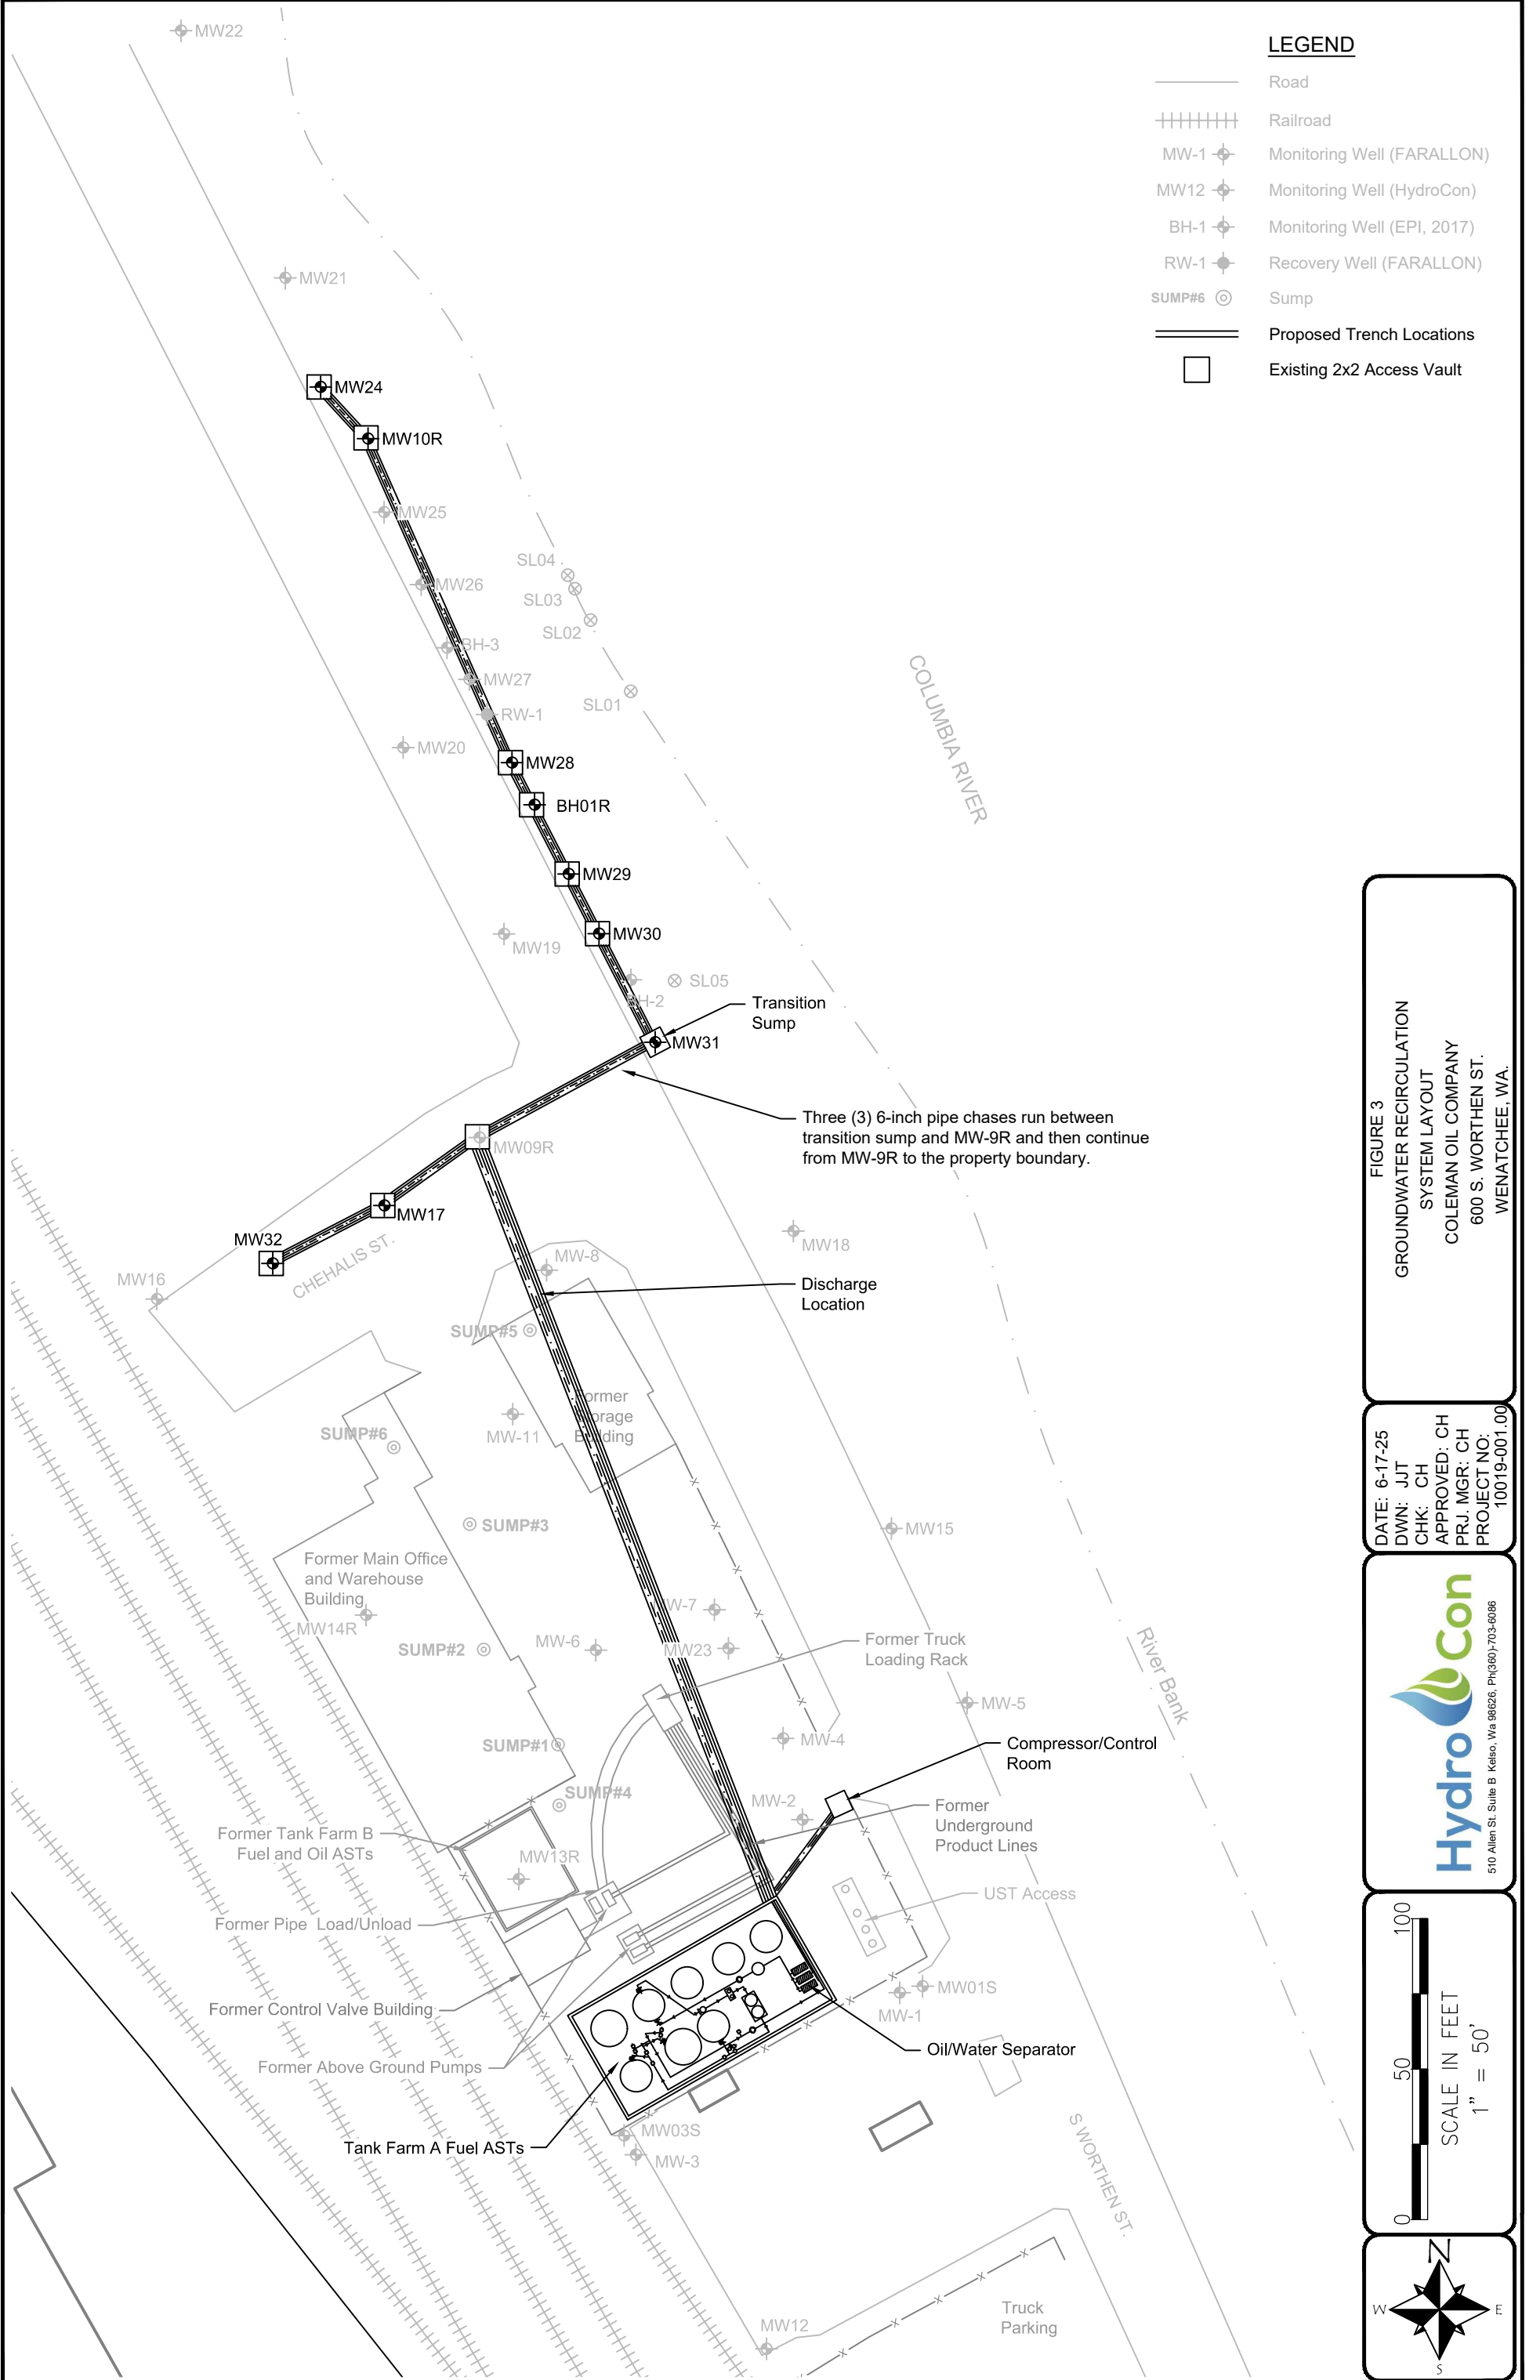 MW22
LEGEND
Road
Railroad
MW-1
Monitoring Well (FARALLON)
MW12
Monitoring Well (HydroCon)
BH-1
Monitoring Well (EPI, 2017)
RW-1
Recovery Well (FARALLON)
SUMP#6
Sump
Proposed Trench Locations
Existing 2x2 Access Vault
MW21
MW24
MW10R
MW25
SL04
MW26
SL03
SL02
BH-3
MW27
SL01
RW-1
MW20
MW28
COLUMBIA RIVER
BH01R
MW29
MW30
MW19
SL05
BH-2
Transition
Sump
MW31
Three (3) 6-inch pipe chases run between
transition sump and MW-9R and then continue
from MW-9R to the property boundary.
MW09R
MW17
MW32
CHEHALIS ST.
MW18
MW-8
MW16
Discharge
Location
SUMP#5
Former
Storage
Building
MW-11
SUMP#6
SUMP#3
MW15
Former Main Office
and Warehouse
Building
MW14R
MW-7
SUMP#2
MW-6
MW23
Former Truck
Loading Rack
River Bank
MW-5
MW-4
SUMP#1
Compressor/Control
Room
SUMP#4
MW-2
Former
Underground
Product Lines
Former Tank Farm B
Fuel and Oil ASTs
MW13R
UST Access
Former Pipe Load/Unload
MW01S
MW-1
Former Control Valve Building
Oil/Water Separator
Former Above Ground Pumps
MW03S
Tank Farm A Fuel ASTs
MW-3
S WORTHEN ST.
MW12
Truck
Parking
FIGURE 3
GROUNDWATER RECIRCULATION
SYSTEM LAYOUT
COLEMAN OIL COMPANY
600 S. WORTHEN ST.
WENATCHEE, WA.
DATE: 6-17-25
DWN: JJT
CHK: CH
APPROVED: CH
PRJ. MGR: CH
PROJECT NO:
10019-001.00
HydroCon
510 Allen St. Suite B Kelso, Wa 98626, Ph(360)-703-6086
0 50 100
SCALE IN FEET
1" = 50'
N
W
E
S